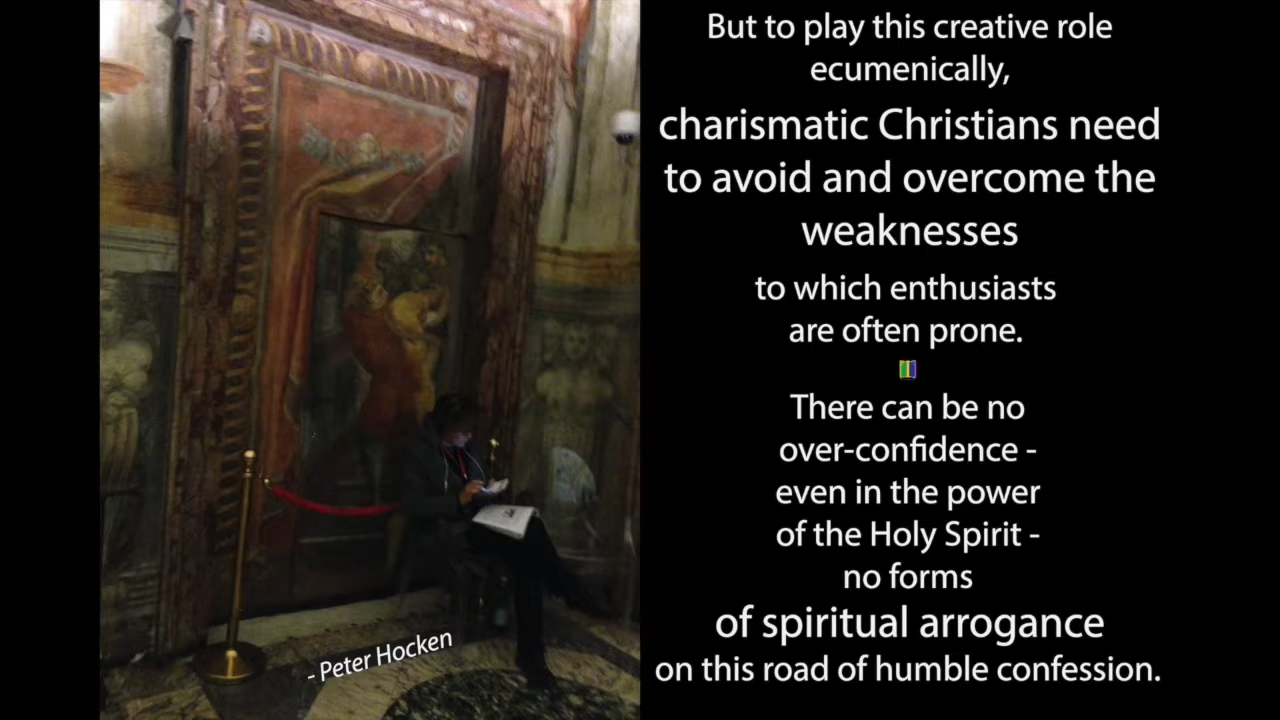 But to play this creative role
ecumenically,
charismatic Christians need
to avoid and overcome the
weaknesses
to which enthusiasts
are often prone.
There can be no
over-confidence -
even in the power
of the Holy Spirit -
no forms
of spiritual arrogance
on this road of humble confession.
- Peter Hocken